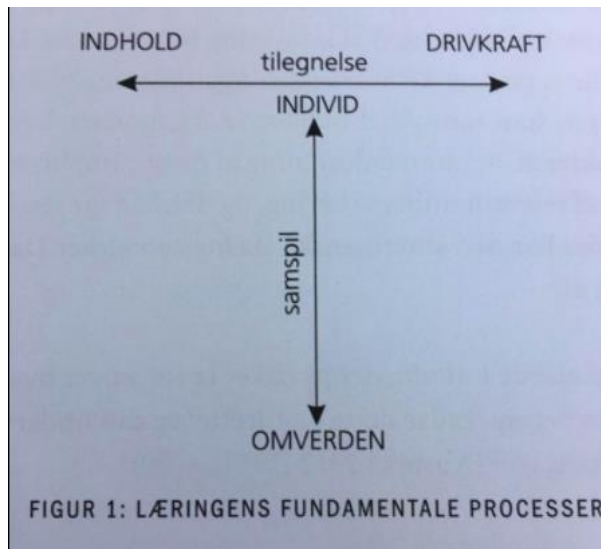 INDHOLD DRIVKRAFT
tilegnelse
INDIVID
samspil
OMVERDEN
FIGUR 1: LÆRINGENS FUNDAMENTALE PROCESSER